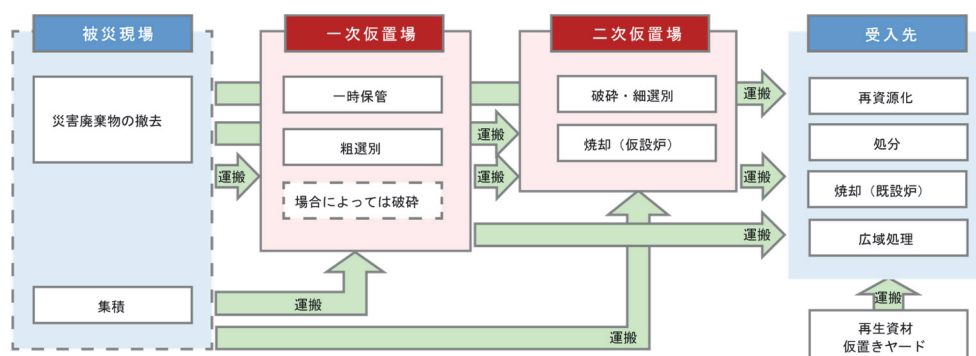 被災現場
災害廃棄物の撤去
集積
運搬
一次仮置場
一時保管
粗選別
場合によっては破砕
運搬
運搬
運搬
運搬
二次仮置場
破砕・細選別
焼却（仮設炉）
運搬
運搬
運搬
受入先
再資源化
処分
焼却（既設炉）
広域処理
運搬
再生資材
仮置きヤード